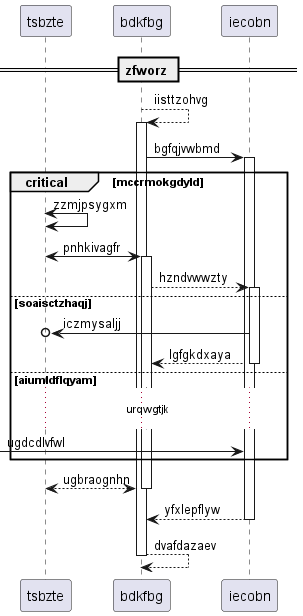 tsbzte bdkfbg iecobn
zfworz
iisttzohvg
bgfqjvwbmd
critical [mccrmokgdyld]
zzmjpsygxm
pnhkivagfr
hzndvwwzty
[soaisctzhaqj]
iczmysaljj
lgfgkdxaya
[aiumldflqyam]
urqwgtjk
ugdcdlvfwl
ugbraognhn
yfxlepflyw
dvafdazaev
tsbzte bdkfbg iecobn